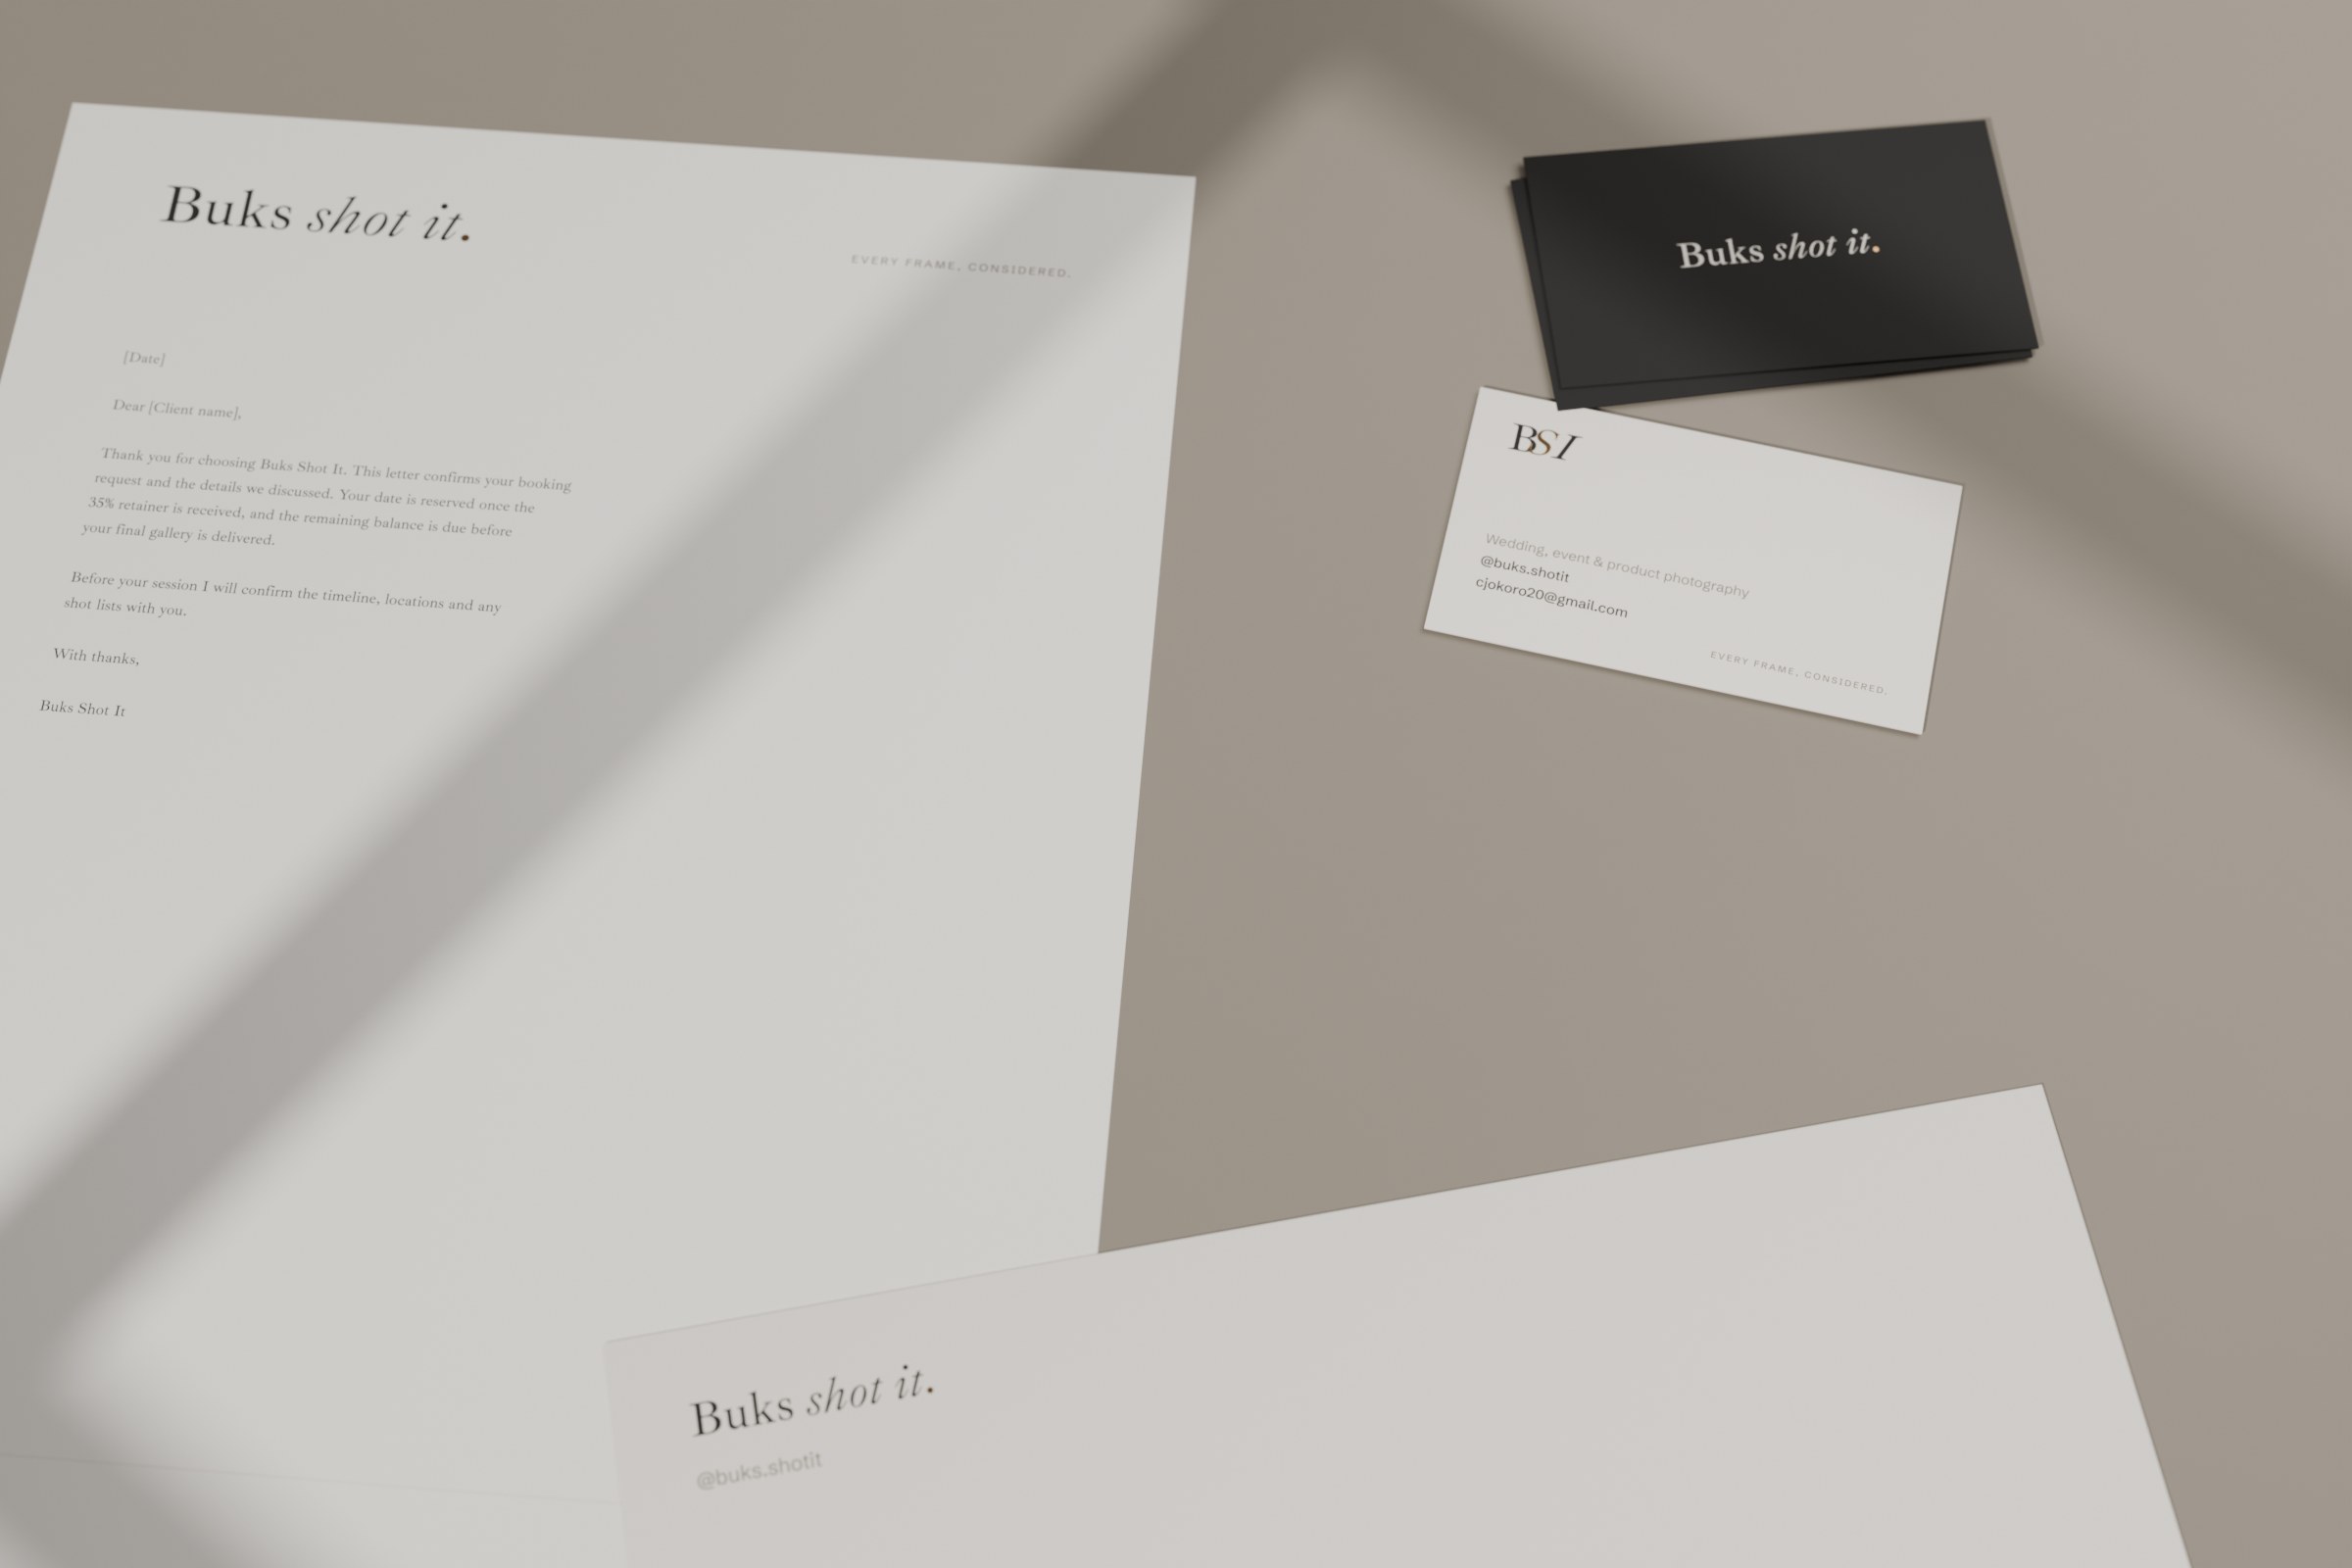 Buks shot it.
EVERY FRAME, CONSIDERED.
[Date]
Dear [Client name],
Thank you for choosing Buks Shot It. This letter confirms your booking
request and the details we discussed. Your date is reserved once the
35% retainer is received, and the remaining balance is due before
your final gallery is delivered.
Before your session I will confirm the timeline, locations and any
shot lists with you.
With thanks,
Buks Shot It
Buks shot it.
BSI
Wedding, event & product photography
@buks.shotit
cjokoro20@gmail.com
EVERY FRAME, CONSIDERED.
Buks shot it.
@buks.shotit